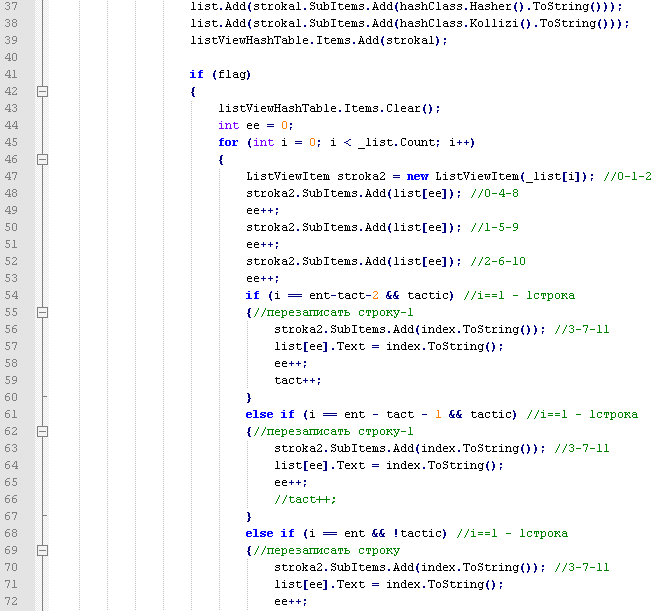 37 list.Add(stroka1.SubItems.Add(hashClass.Hasher().ToString()));
38 list.Add(stroka1.SubItems.Add(hashClass.Kollizi().ToString()));
39 listViewHashTable.Items.Add(stroka1);
40
41 if (flag)
42 {
43 listViewHashTable.Items.Clear();
44 int ee = 0;
45 for (int i = 0; i < _list.Count; i++)
46 {
47 ListViewItem stroka2 = new ListViewItem(_list[i]); //0-1-2
48 stroka2.SubItems.Add(list[ee]); //0-4-8
49 ee++;
50 stroka2.SubItems.Add(list[ee]); //1-5-9
51 ee++;
52 stroka2.SubItems.Add(list[ee]); //2-6-10
53 ee++;
54 if (i == ent-tact-2 && tactic) //i==1 - 1строка
55 {//перезаписать строку-1
56 stroka2.SubItems.Add(index.ToString()); //3-7-11
57 list[ee].Text = index.ToString();
58 ee++;
59 tact++;
60 }
61 else if (i == ent - tact - 1 && tactic) //i==1 - 1строка
62 {//перезаписать строку-1
63 stroka2.SubItems.Add(index.ToString()); //3-7-11
64 list[ee].Text = index.ToString();
65 ee++;
66 //tact++;
67 }
68 else if (i == ent && !tactic) //i==1 - 1строка
69 {//перезаписать строку
70 stroka2.SubItems.Add(index.ToString()); //3-7-11
71 list[ee].Text = index.ToString();
72 ee++;